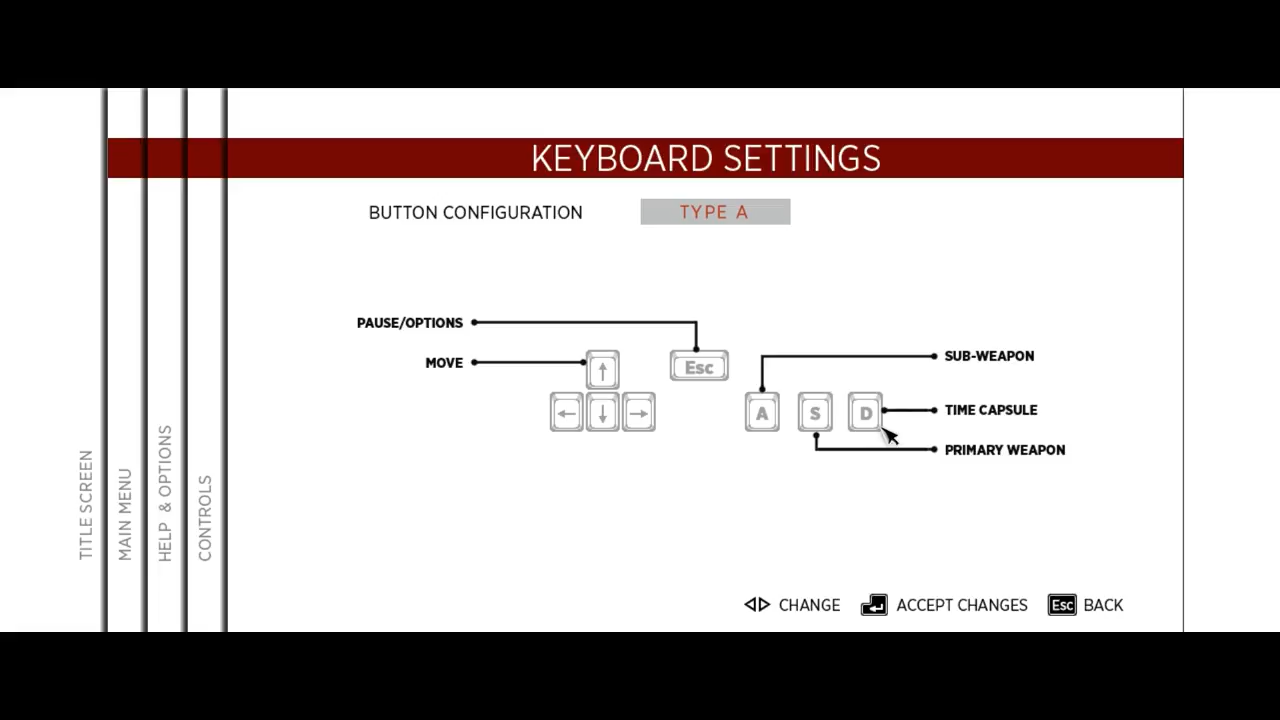 KEYBOARD SETTINGS
BUTTON CONFIGURATION TYPE A
PAUSE/OPTIONS
MOVE
↑
Esc
← ↓ →
A S D
SUB-WEAPON
TIME CAPSULE
PRIMARY WEAPON
TITLE SCREEN
MAIN MENU
HELP & OPTIONS
CONTROLS
CHANGE ACCEPT CHANGES Esc BACK